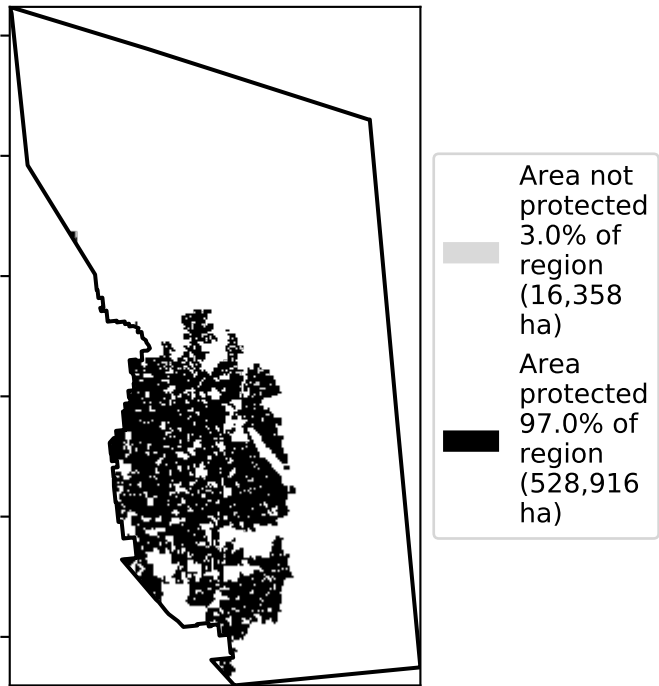 Area not
protected
3.0% of
region
(16,358
ha)
Area
protected
97.0% of
region
(528,916
ha)